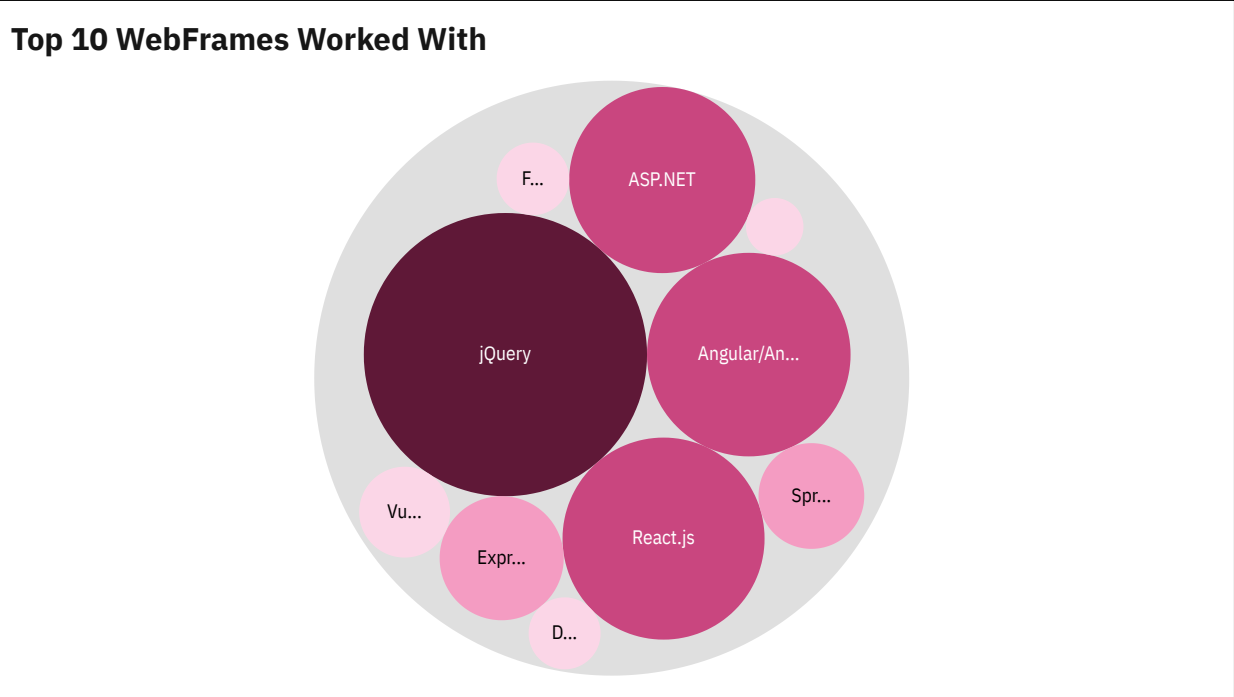 Top 10 WebFrames Worked With
F...
ASP.NET
jQuery
Angular/An...
Spr...
Vu...
Expr...
React.js
D...